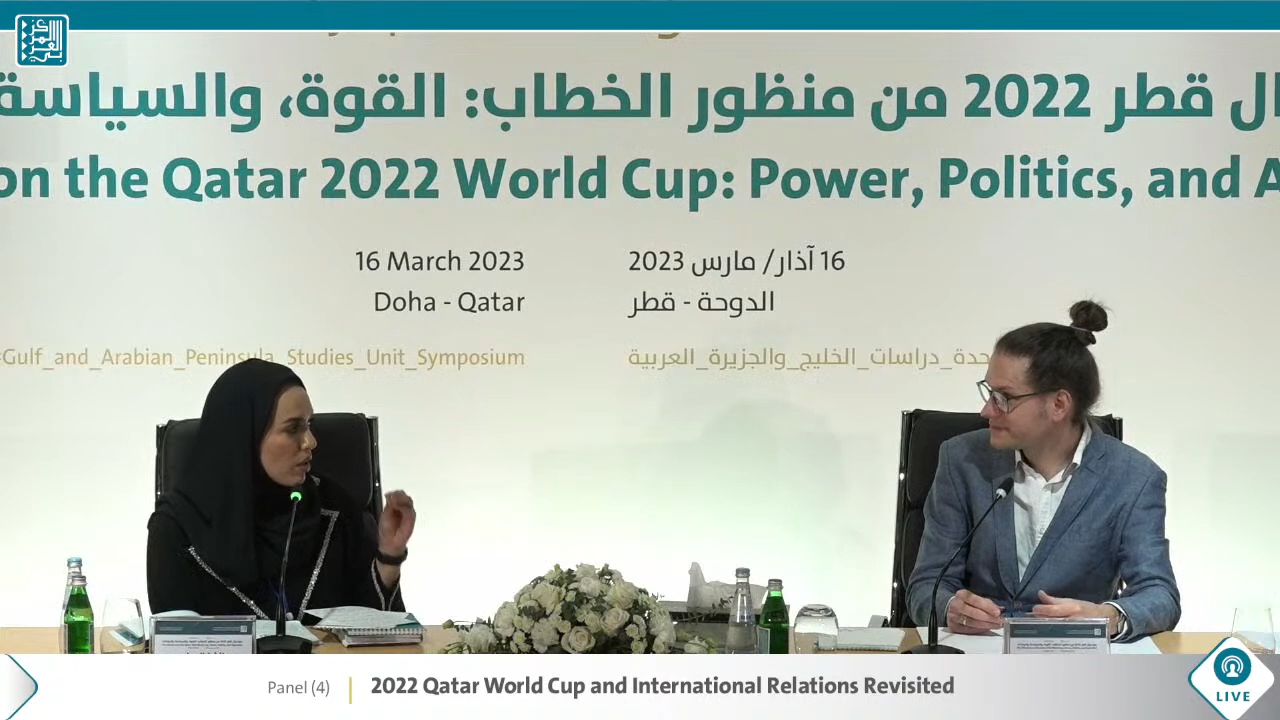 المركز العربي
ال قطر 2022 من منظور الخطاب: القوة، والسياسة
on the Qatar 2022 World Cup: Power, Politics, and A
16 March 2023
16 آذار/ مارس 2023
Doha - Qatar
الدوحة - قطر
Gulf_and_Arabian_Peninsula_Studies_Unit_Symposium
حدة_دراسات_الخليج_والجزيرة_العربية
Panel (4)
2022 Qatar World Cup and International Relations Revisited
LIVE